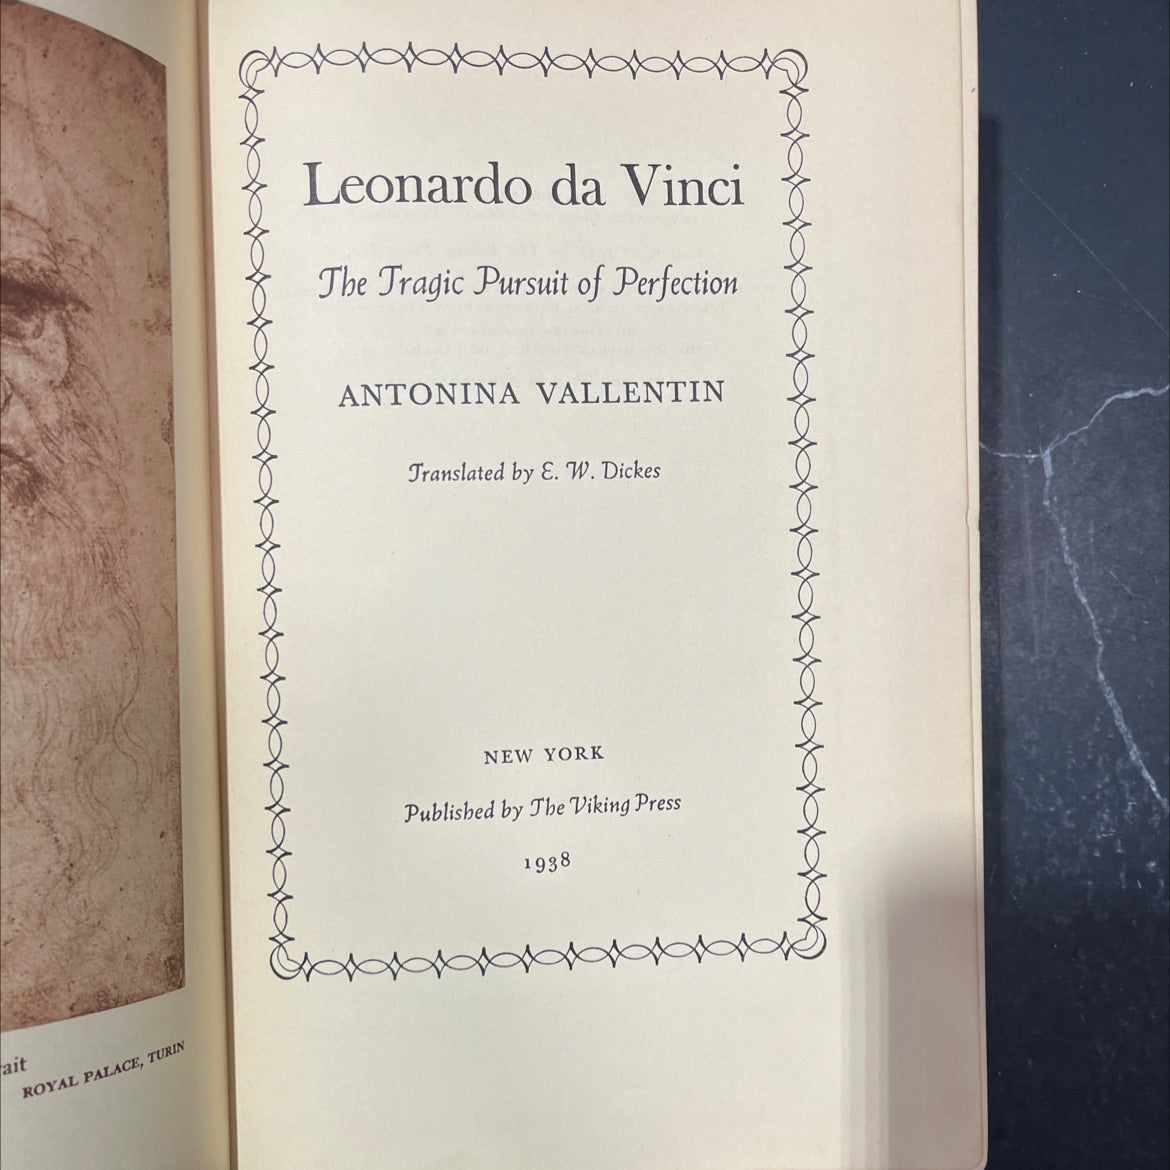 Leonardo da Vinci
The Tragic Pursuit of Perfection
ANTONINA VALLENTIN
Translated by E. W. Dickes
NEW YORK
Published by The Viking Press
1938
ROYAL PALACE, TURIN